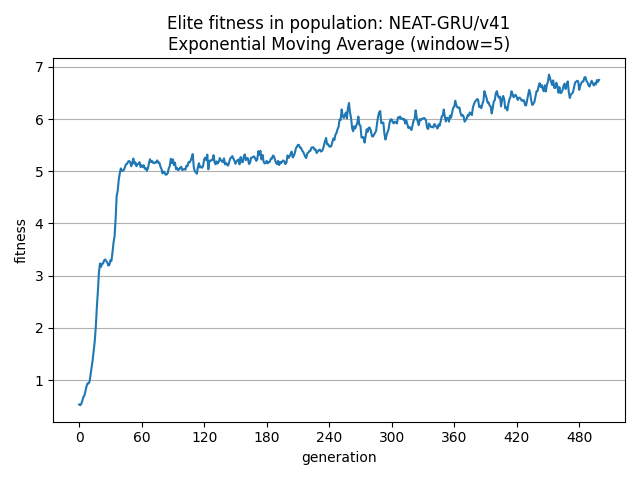 Elite fitness in population: NEAT-GRU/v41
Exponential Moving Average (window=5)
7
6
5
4
3
2
1
fitness
0 60 120 180 240 300 360 420 480
generation